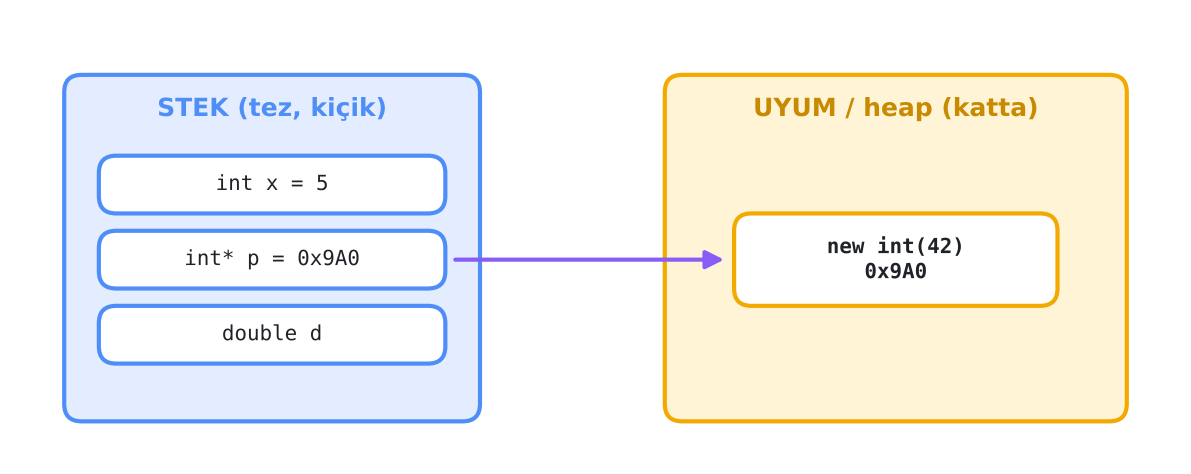 STEK (tez, kiçik)
int x = 5
int* p = 0x9A0
double d
UYUM / heap (katta)
new int(42)
0x9A0